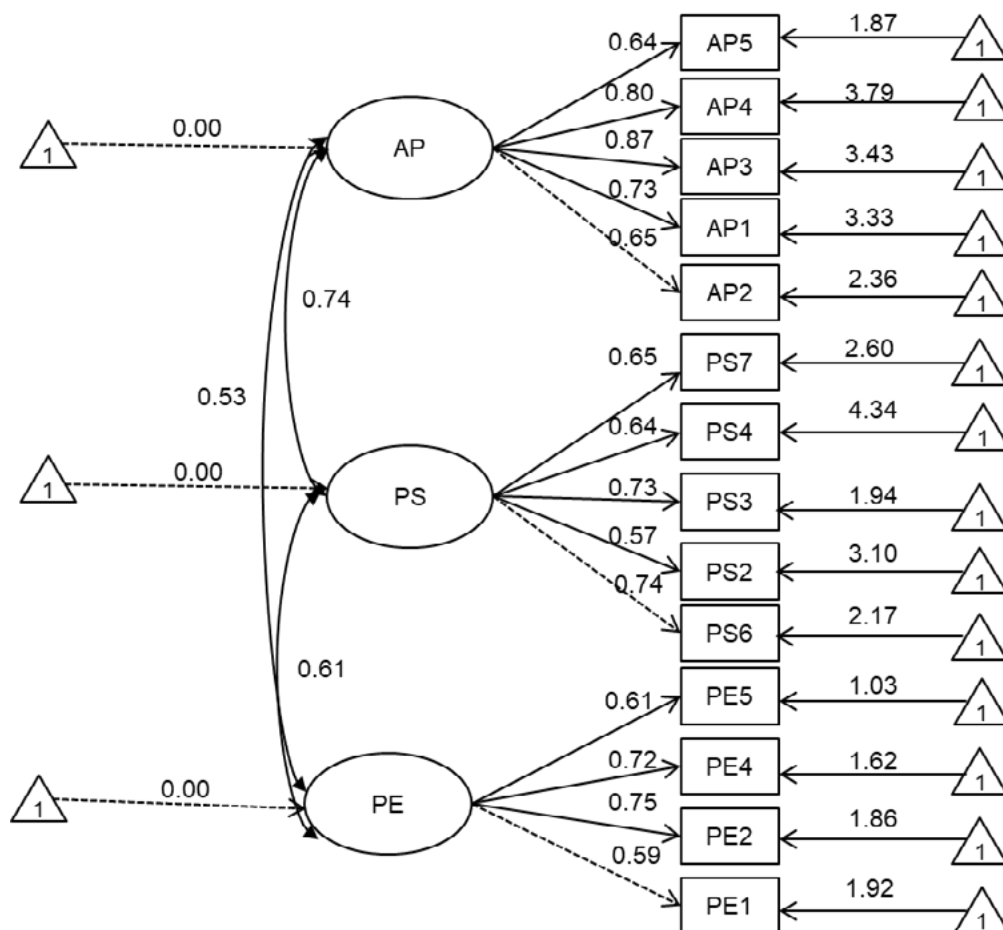 0.64 AP5 1.87 1
0.80 AP4 3.79 1
1 0.00 AP 0.87 AP3 3.43 1
0.73 AP1 3.33 1
0.65 AP2 2.36 1
0.74
0.53
0.65 PS7 2.60 1
0.64 PS4 4.34 1
1 0.00 PS 0.73 PS3 1.94 1
0.57 PS2 3.10 1
0.74 PS6 2.17 1
0.61
0.61 PE5 1.03 1
0.72 PE4 1.62 1
1 0.00 PE 0.75 PE2 1.86 1
0.59 PE1 1.92 1